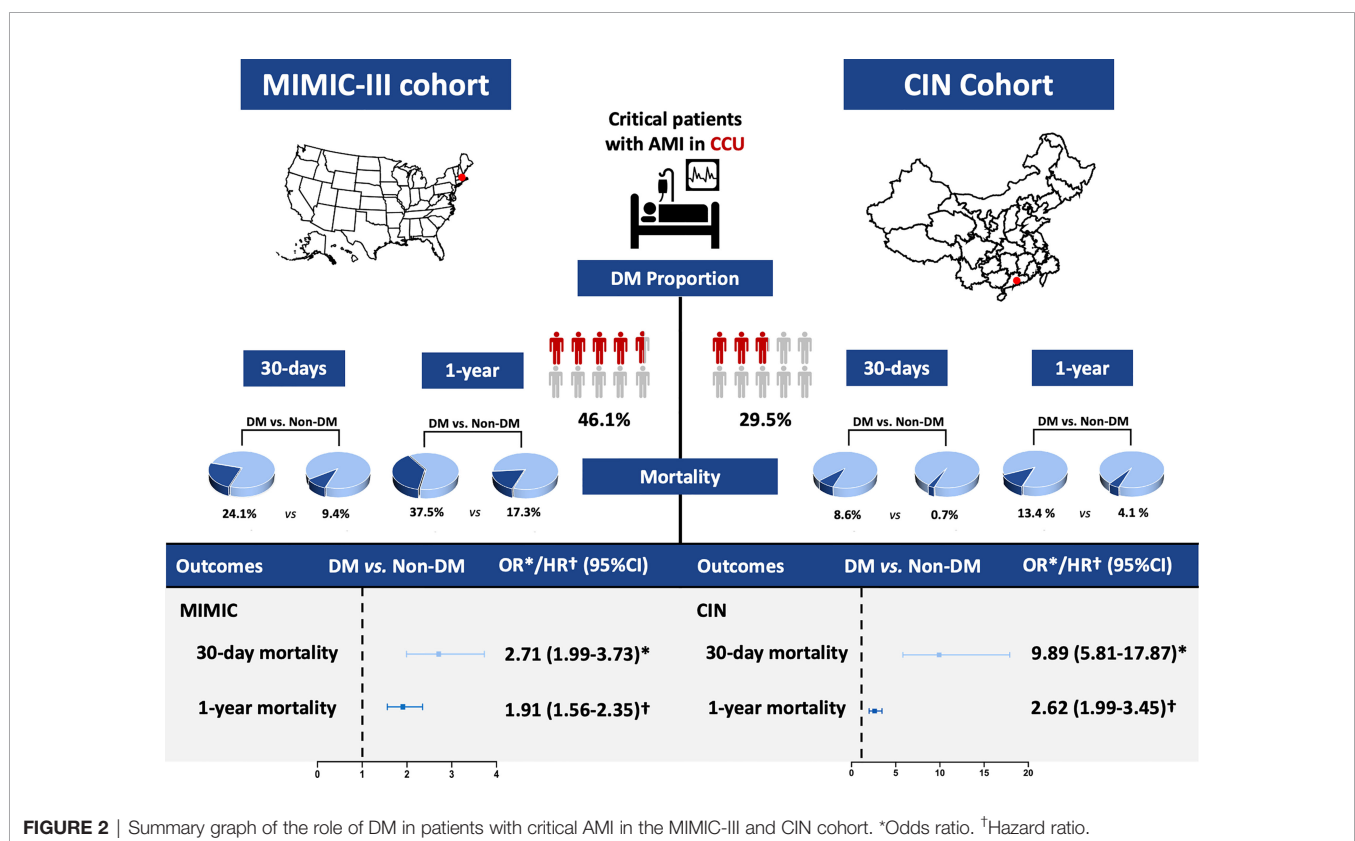 MIMIC-III cohort
CIN Cohort
Critical patients
with AMI in CCU
DM Proportion
30-days
1-year
46.1%
29.5%
30-days
1-year
DM vs. Non-DM
DM vs. Non-DM
DM vs. Non-DM
DM vs. Non-DM
Mortality
24.1% vs 9.4%
37.5% vs 17.3%
8.6% vs 0.7%
13.4 % vs 4.1 %
Outcomes DM vs. Non-DM OR*/HR† (95%CI)
MIMIC
30-day mortality 2.71 (1.99-3.73)*
1-year mortality 1.91 (1.56-2.35)†
0 1 2 3 4
Outcomes DM vs. Non-DM OR*/HR† (95%CI)
CIN
30-day mortality 9.89 (5.81-17.87)*
1-year mortality 2.62 (1.99-3.45)†
0 5 10 15 20
FIGURE 2 | Summary graph of the role of DM in patients with critical AMI in the MIMIC-III and CIN cohort. *Odds ratio. †Hazard ratio.